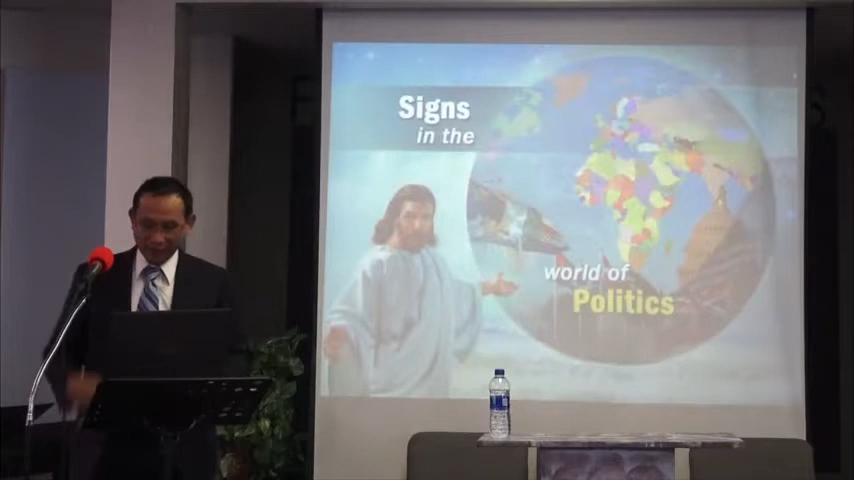 Signs
in the
world of
Politics